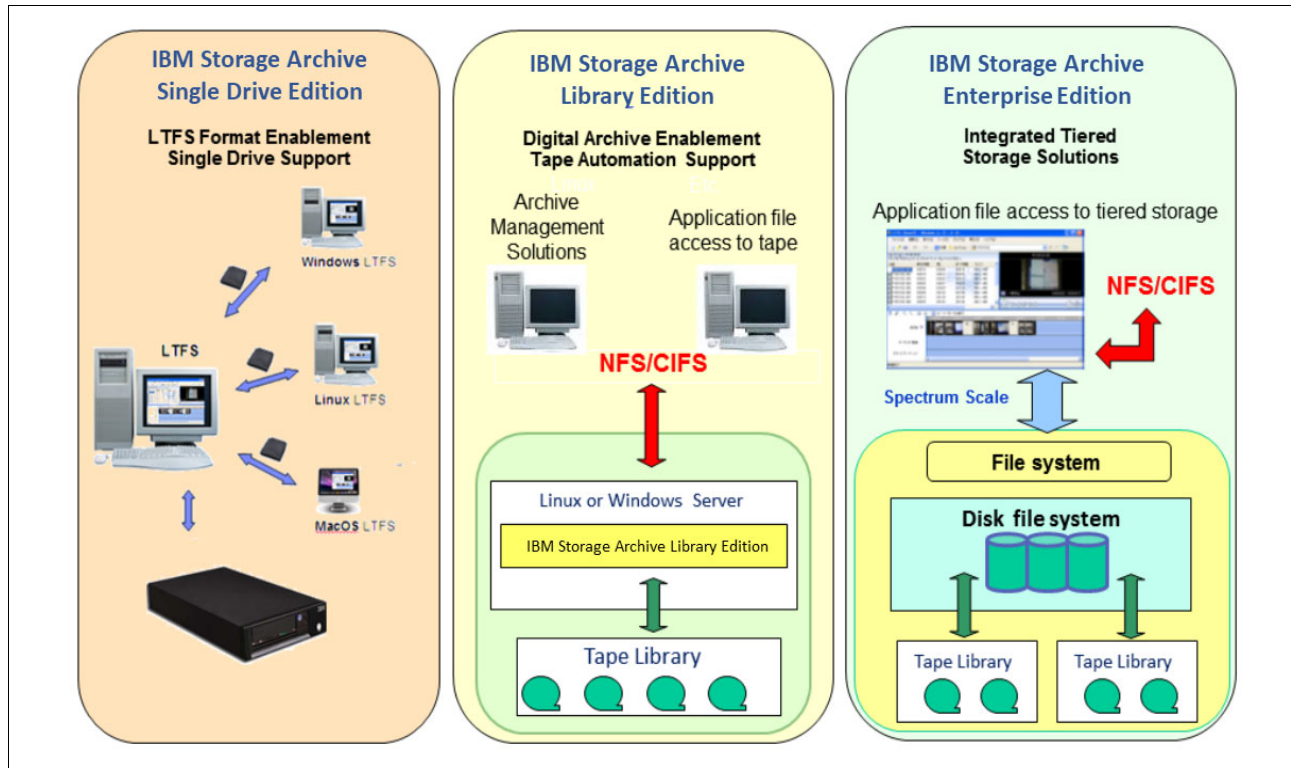 IBM Storage Archive
Single Drive Edition
LTFS Format Enablement
Single Drive Support
Windows LTFS
LTFS
Linux LTFS
MacOS LTFS
IBM Storage Archive
Library Edition
Digital Archive Enablement
Tape Automation Support
Archive
Management
Solutions
Application file
access to tape
NFS/CIFS
Linux or Windows Server
IBM Storage Archive Library Edition
Tape Library
IBM Storage Archive
Enterprise Edition
Integrated Tiered
Storage Solutions
Application file access to tiered storage
NFS/CIFS
Spectrum Scale
File system
Disk file system
Tape Library
Tape Library